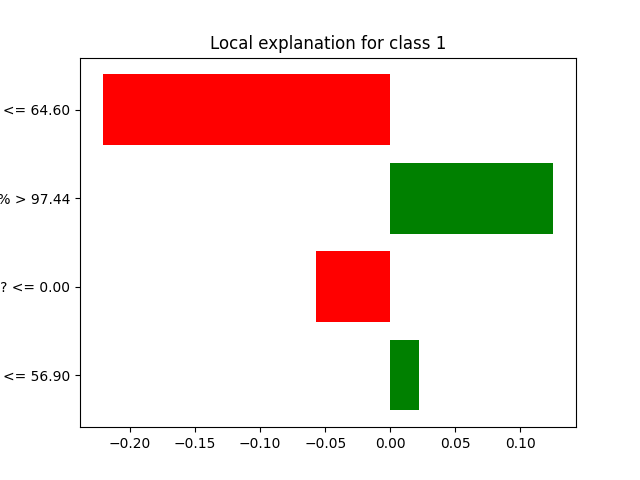 Local explanation for class 1
<= 64.60
% > 97.44
? <= 0.00
<= 56.90
−0.20 −0.15 −0.10 −0.05 0.00 0.05 0.10